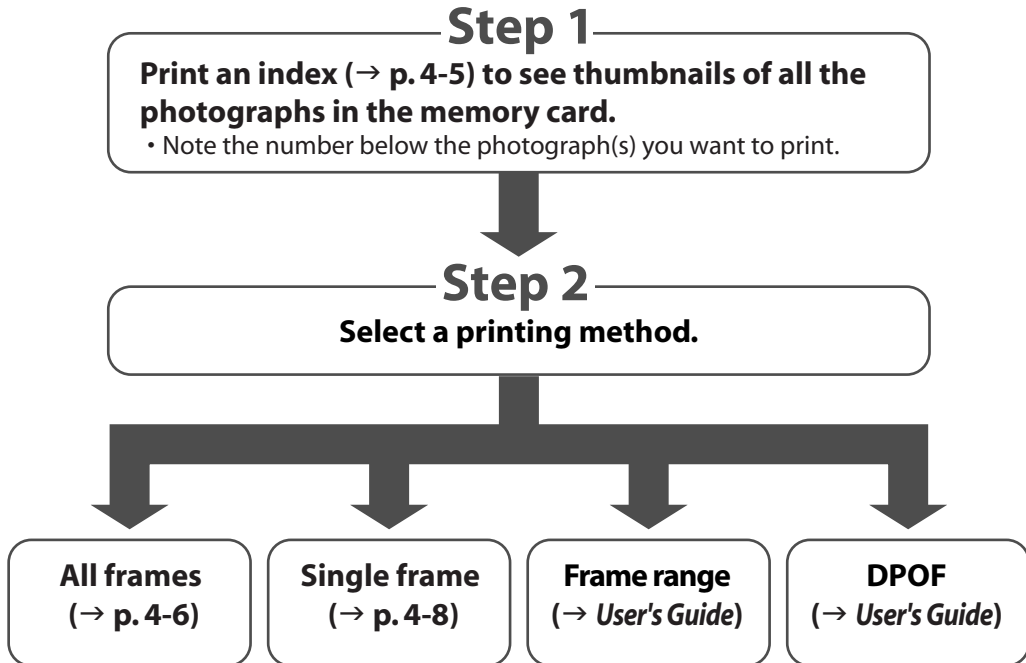 Step 1
Print an index (→ p. 4-5) to see thumbnails of all the
photographs in the memory card.
• Note the number below the photograph(s) you want to print.
Step 2
Select a printing method.
All frames
(→ p. 4-6)
Single frame
(→ p. 4-8)
Frame range
(→ User's Guide)
DPOF
(→ User's Guide)